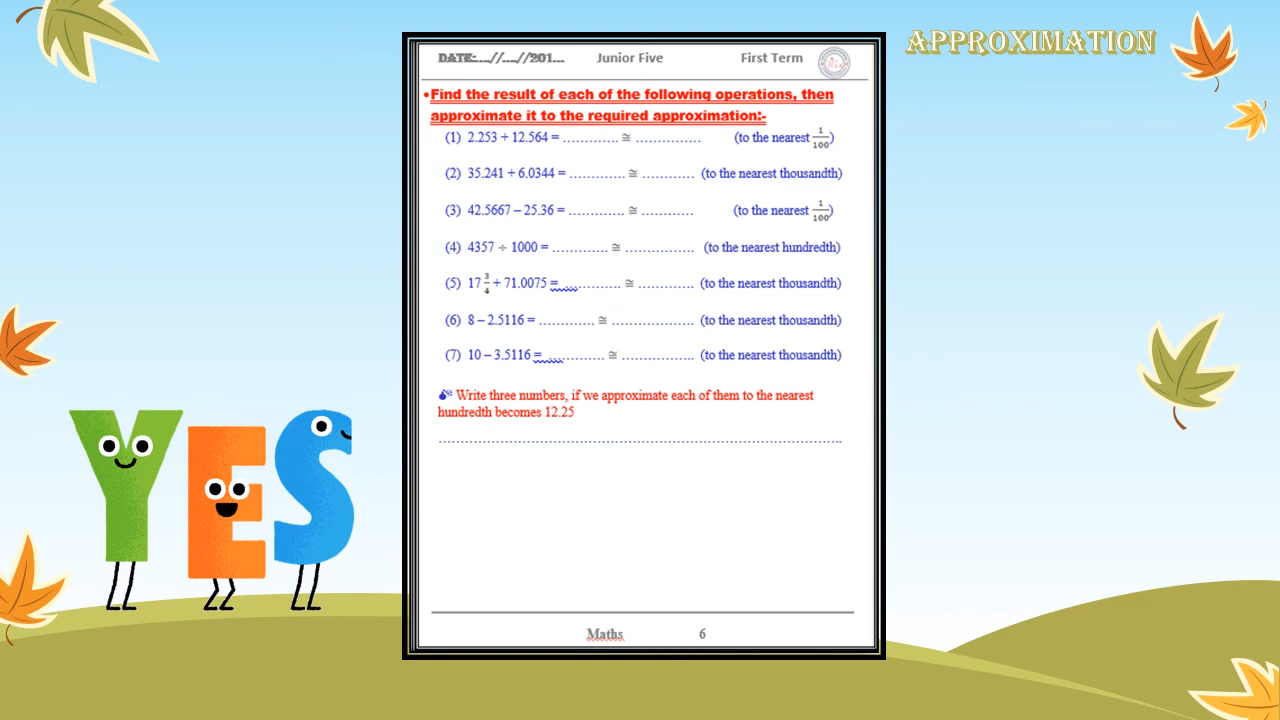 APPROXIMATION
DATE:....//....//201... Junior Five First Term
•Find the result of each of the following operations, then
approximate it to the required approximation:-
(1) 2.253 + 12.564 = ............. ≅ ............... (to the nearest 1/100)
(2) 35.241 + 6.0344 = ............. ≅ ............ (to the nearest thousandth)
(3) 42.5667 – 25.36 = ............. ≅ ............ (to the nearest 1/100)
(4) 4357 ÷ 1000 = ............. ≅ ................ (to the nearest hundredth)
(5) 17 3/4 + 71.0075 = ................ ≅ ............. (to the nearest thousandth)
(6) 8 – 2.5116 = ............. ≅ ................... (to the nearest thousandth)
(7) 10 – 3.5116 = ................ ≅ ................ (to the nearest thousandth)
Write three numbers, if we approximate each of them to the nearest
hundredth becomes 12.25
................................................................................................
Maths 6
YES